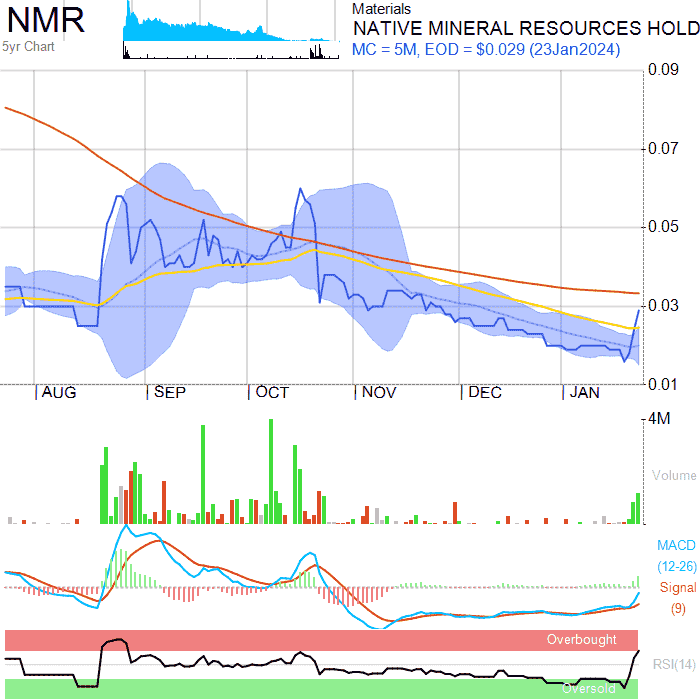 NMR
5yr Chart
Materials
NATIVE MINERAL RESOURCES HOLD
MC = 5M, EOD = $0.029 (23Jan2024)
0.09
0.07
0.05
0.03
0.01
AUG SEP OCT NOV DEC JAN
4M
Volume
MACD
(12-26)
Signal
(9)
Overbought
RSI(14)
Oversold